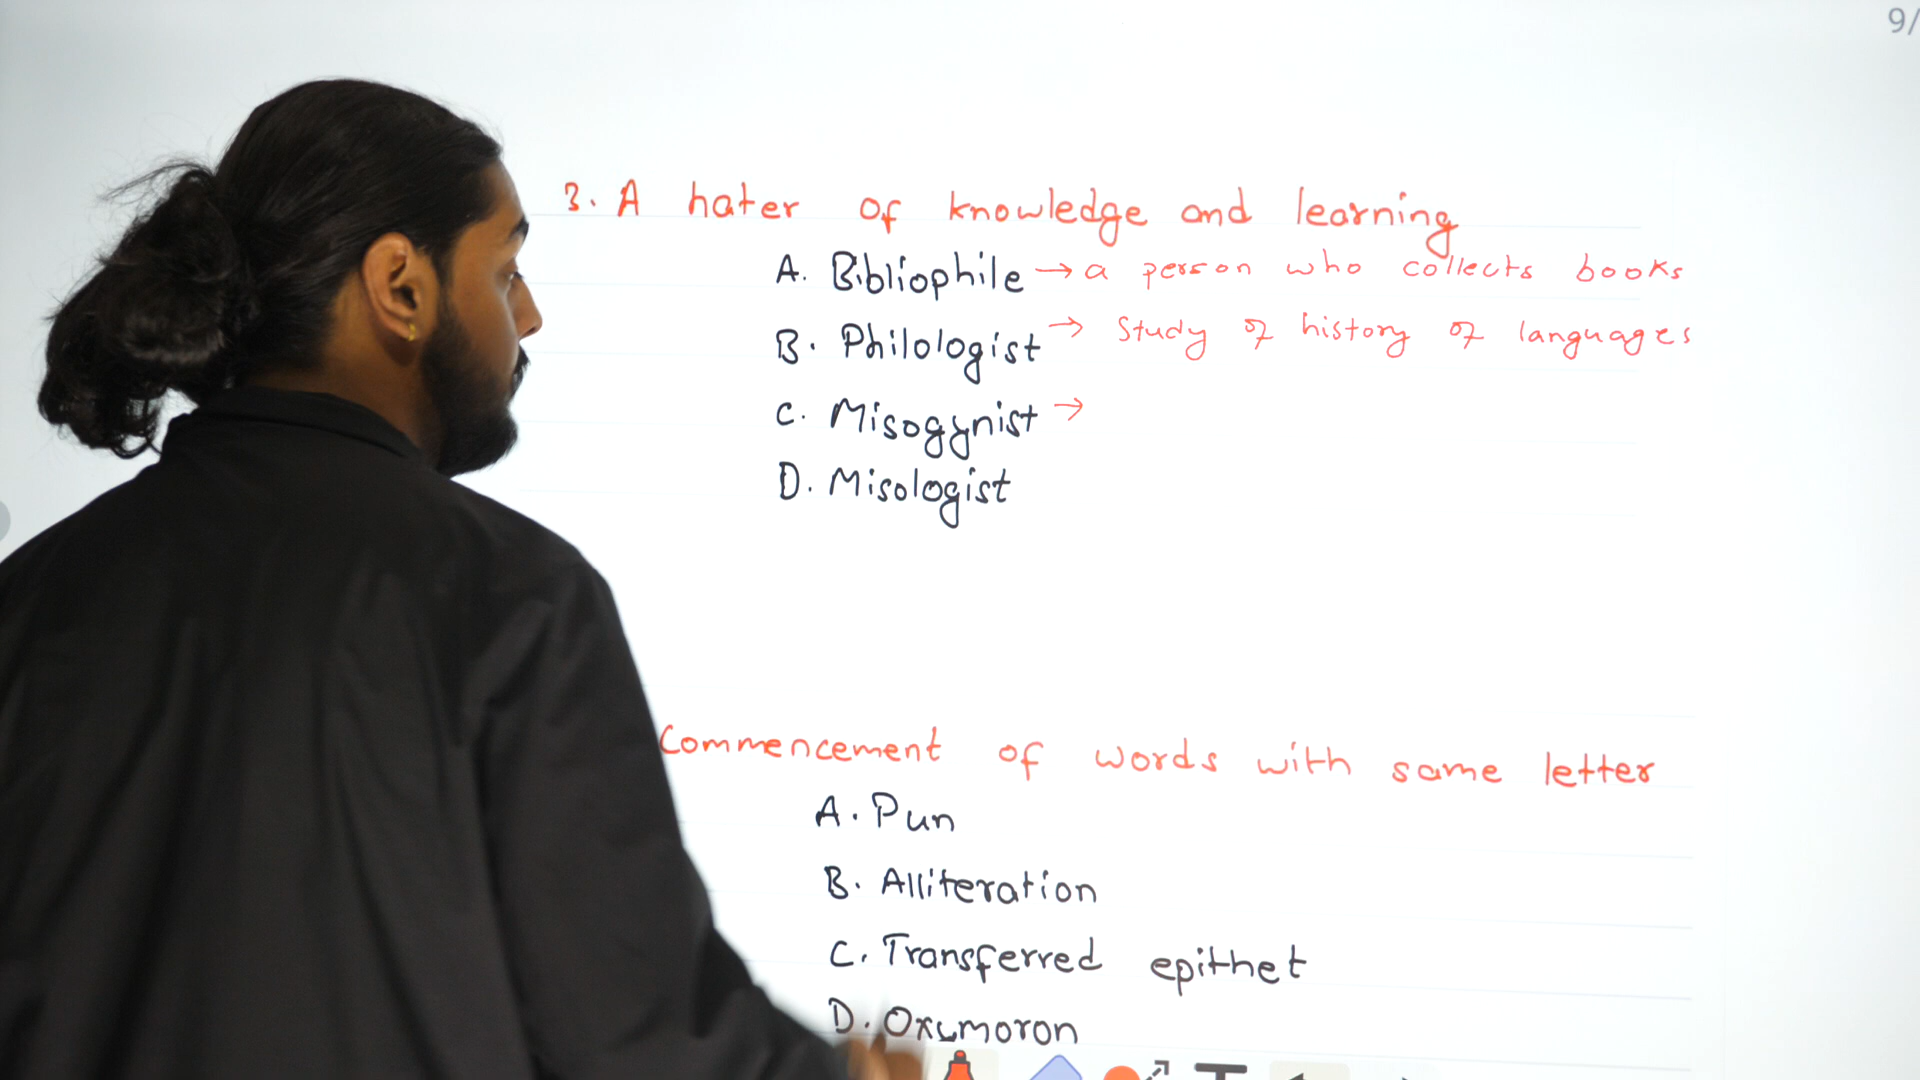 9/
3. A hater of knowledge and learning
A. Bibliophile → a person who collects books
B. Philologist → Study of history of languages
C. Misogynist →
D. Misologist
Commencement of words with same letter
A. Pun
B. Alliteration
C. Transferred epithet
D. Oxymoron